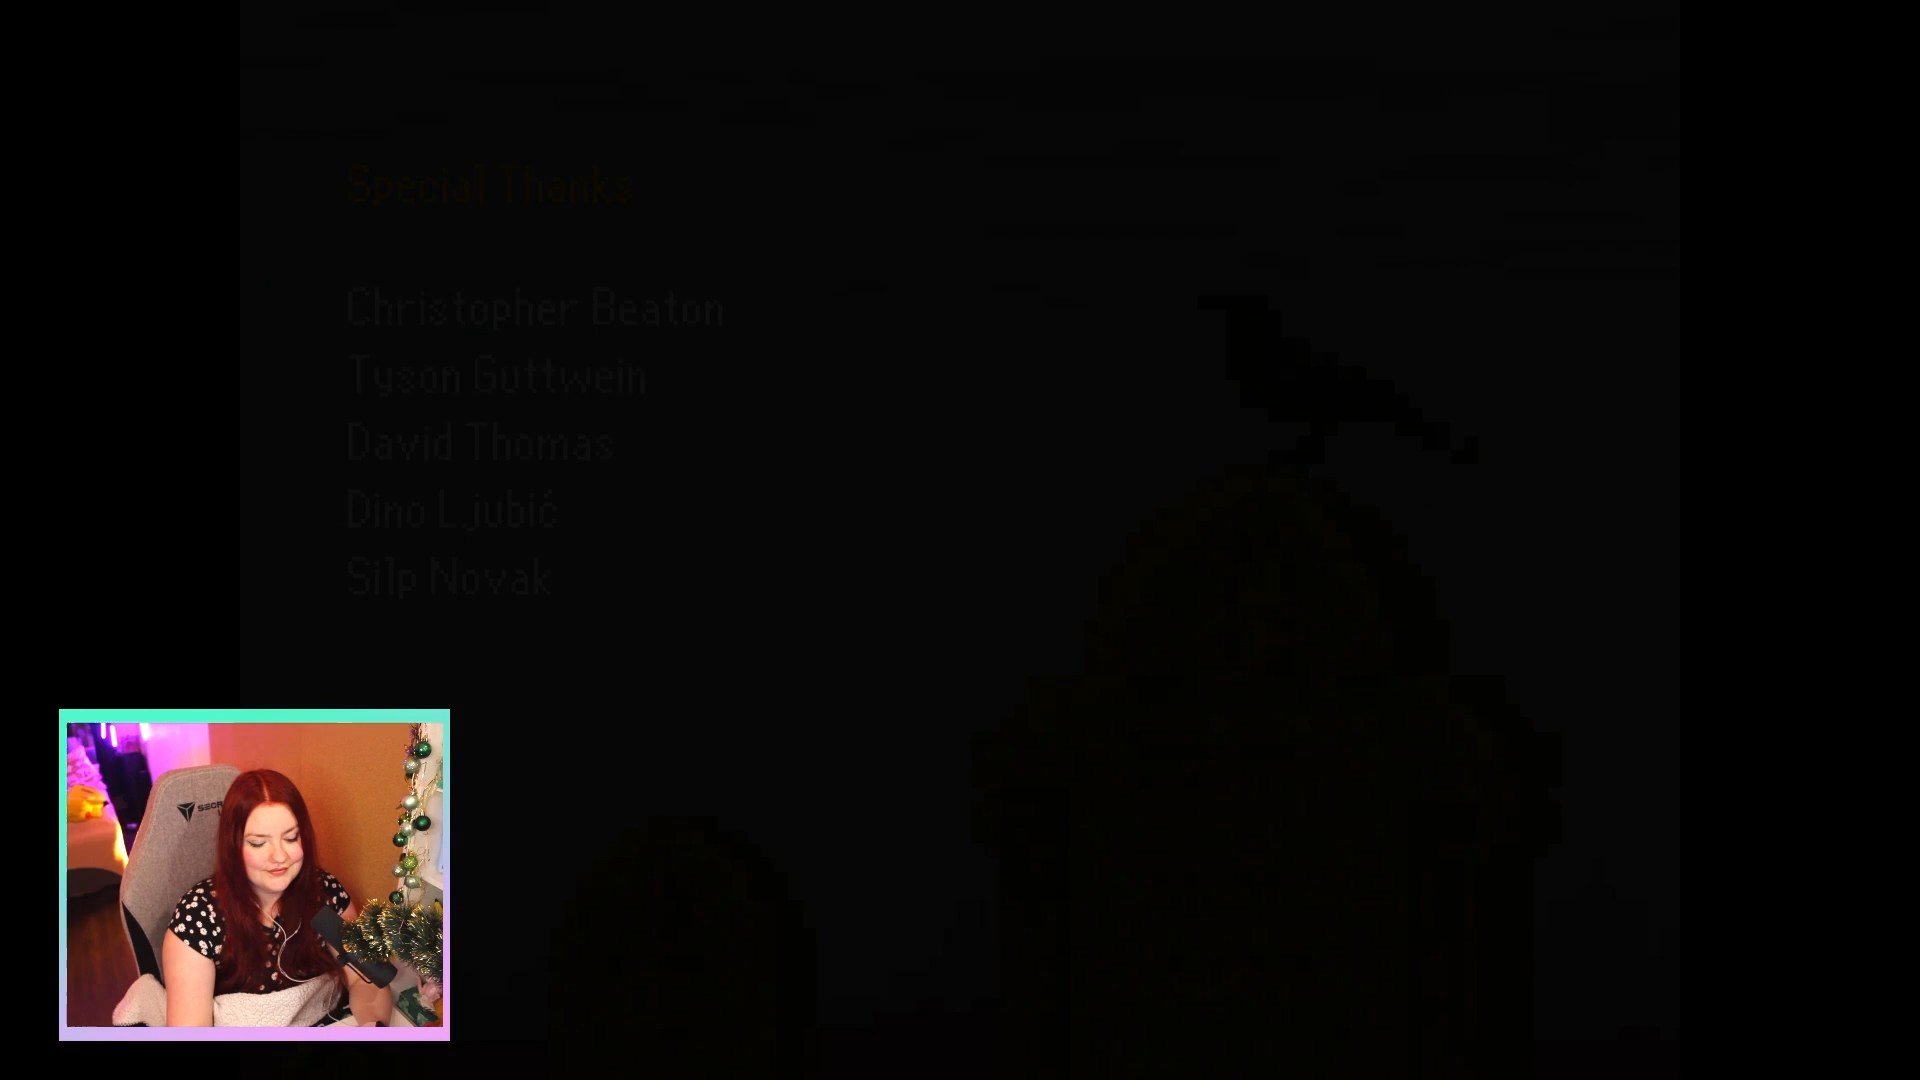 Special Thanks
Christopher Beaton
Tyson Guttwein
David Thomas
Dino Ljubić
Silp Novak